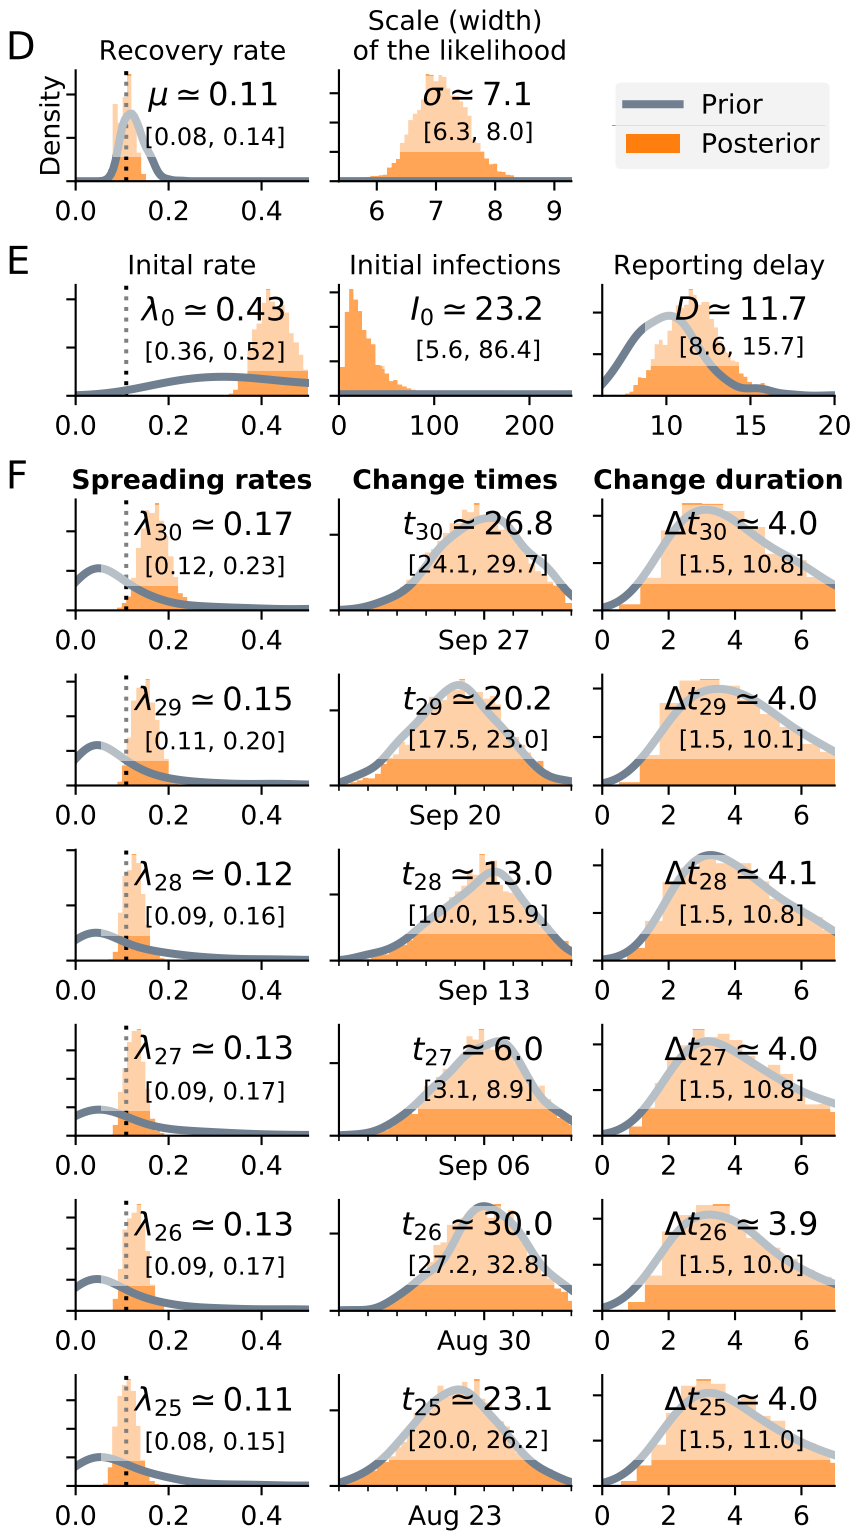 D
Recovery rate
Scale (width)
of the likelihood
Density
μ ≃ 0.11
[0.08, 0.14]
0.0 0.2 0.4
σ ≃ 7.1
[6.3, 8.0]
6 7 8 9
Prior
Posterior
E
Inital rate
λ₀ ≃ 0.43
[0.36, 0.52]
0.0 0.2 0.4
Initial infections
I₀ ≃ 23.2
[5.6, 86.4]
0 100 200
Reporting delay
D ≃ 11.7
[8.6, 15.7]
10 15 20
F
Spreading rates
Change times
Change duration
λ₃₀ ≃ 0.17
[0.12, 0.23]
0.0 0.2 0.4
t₃₀ ≃ 26.8
[24.1, 29.7]
Sep 27
Δt₃₀ ≃ 4.0
[1.5, 10.8]
0 2 4 6
λ₂₉ ≃ 0.15
[0.11, 0.20]
0.0 0.2 0.4
t₂₉ ≃ 20.2
[17.5, 23.0]
Sep 20
Δt₂₉ ≃ 4.0
[1.5, 10.1]
0 2 4 6
λ₂₈ ≃ 0.12
[0.09, 0.16]
0.0 0.2 0.4
t₂₈ ≃ 13.0
[10.0, 15.9]
Sep 13
Δt₂₈ ≃ 4.1
[1.5, 10.8]
0 2 4 6
λ₂₇ ≃ 0.13
[0.09, 0.17]
0.0 0.2 0.4
t₂₇ ≃ 6.0
[3.1, 8.9]
Sep 06
Δt₂₇ ≃ 4.0
[1.5, 10.8]
0 2 4 6
λ₂₆ ≃ 0.13
[0.09, 0.17]
0.0 0.2 0.4
t₂₆ ≃ 30.0
[27.2, 32.8]
Aug 30
Δt₂₆ ≃ 3.9
[1.5, 10.0]
0 2 4 6
λ₂₅ ≃ 0.11
[0.08, 0.15]
0.0 0.2 0.4
t₂₅ ≃ 23.1
[20.0, 26.2]
Aug 23
Δt₂₅ ≃ 4.0
[1.5, 11.0]
0 2 4 6